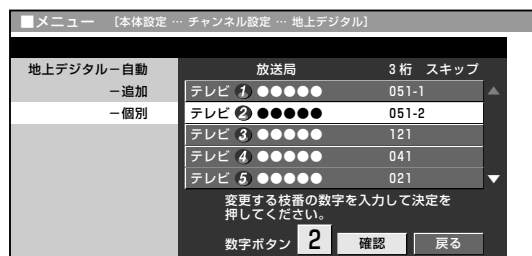 ■メニュー [本体設定 … チャンネル設定 … 地上デジタル]
地上デジタル－自動
－追加
－個別
放送局 3桁 スキップ
テレビ 1 ●●●●● 051-1
テレビ 2 ●●●●● 051-2
テレビ 3 ●●●●● 121
テレビ 4 ●●●●● 041
テレビ 5 ●●●●● 021
変更する枝番の数字を入力して決定を
押してください。
数字ボタン 2 確認 戻る